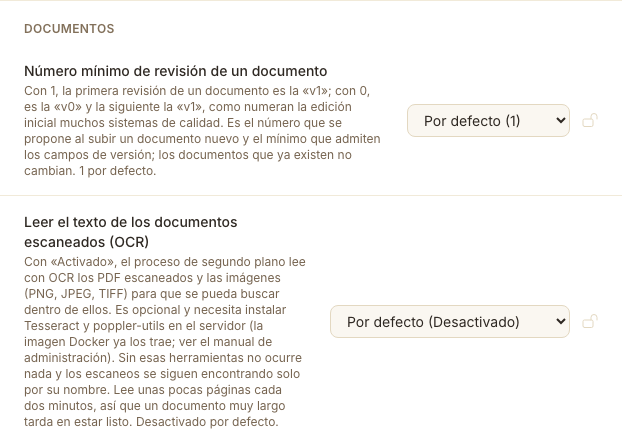 DOCUMENTOS
Número mínimo de revisión de un documento
Con 1, la primera revisión de un documento es la «v1»; con 0,
es la «v0» y la siguiente la «v1», como numeran la edición
inicial muchos sistemas de calidad. Es el número que se
propone al subir un documento nuevo y el mínimo que admiten
los campos de versión; los documentos que ya existen no
cambian. 1 por defecto.
Por defecto (1)
Leer el texto de los documentos
escaneados (OCR)
Con «Activado», el proceso de segundo plano lee
con OCR los PDF escaneados y las imágenes
(PNG, JPEG, TIFF) para que se pueda buscar
dentro de ellos. Es opcional y necesita instalar
Tesseract y poppler-utils en el servidor (la
imagen Docker ya los trae; ver el manual de
administración). Sin esas herramientas no ocurre
nada y los escaneos se siguen encontrando solo
por su nombre. Lee unas pocas páginas cada
dos minutos, así que un documento muy largo
tarda en estar listo. Desactivado por defecto.
Por defecto (Desactivado)